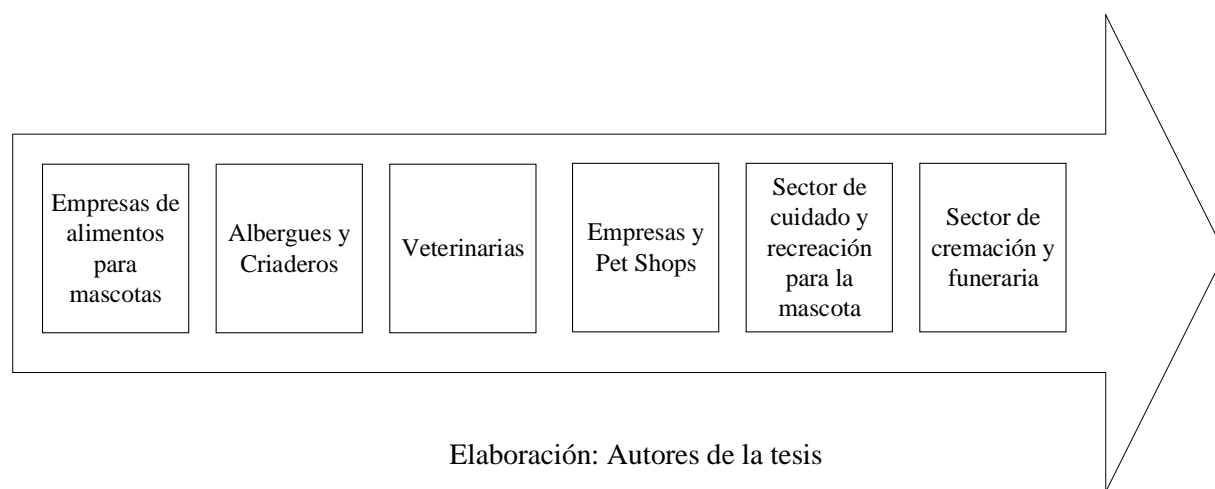 Empresas de
alimentos
para
mascotas
Albergues y
Criaderos
Veterinarias
Empresas y
Pet Shops
Sector de
cuidado y
recreación
para la
mascota
Sector de
cremación y
funeraria
Elaboración: Autores de la tesis